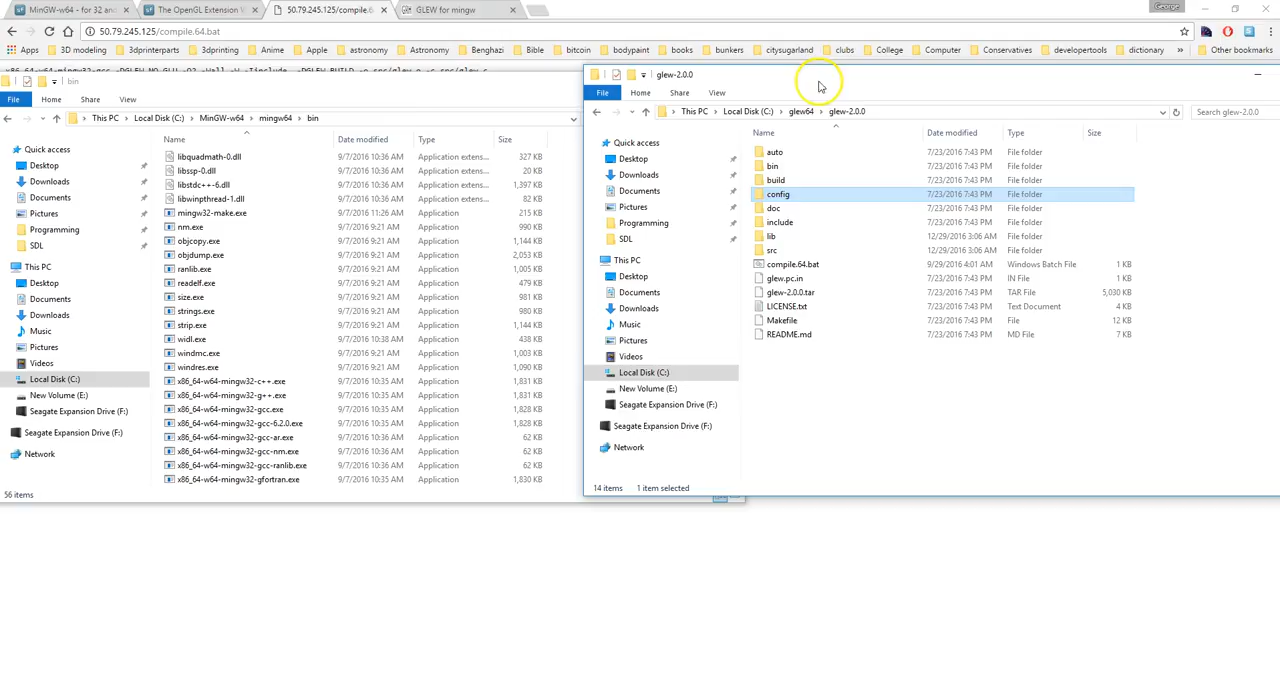 MinGW-w64 - for 32 and
The OpenGL Extension W
50.79.245.125/compile.6
GLEW for mingw
George
50.79.245.125/compile.64.bat
Apps
3D modeling
3dprinterparts
3dprinting
Anime
Apple
astronomy
Astronomy
Benghazi
Bible
bitcoin
bodypaint
books
bunkers
citysugarland
clubs
College
Computer
Conservatives
developertools
dictionary
»
Other bookmarks
bin
File
Home
Share
View
This PC > Local Disk (C:) > MinGW-w64 > mingw64 > bin
Name
Date modified
Type
Size
Quick access
Desktop
Downloads
Documents
Pictures
Programming
SDL
This PC
Desktop
Documents
Downloads
Music
Pictures
Videos
Local Disk (C:)
New Volume (E:)
Seagate Expansion Drive (F:)
Seagate Expansion Drive (F:)
Network
libquadmath-0.dll 9/7/2016 10:36 AM Application extens... 327 KB
libssp-0.dll 9/7/2016 10:36 AM Application extens... 20 KB
libstdc++-6.dll 9/7/2016 10:36 AM Application extens... 1,397 KB
libwinpthread-1.dll 9/7/2016 10:36 AM Application extens... 82 KB
mingw32-make.exe 9/7/2016 11:26 AM Application 215 KB
nm.exe 9/7/2016 9:21 AM Application 990 KB
objcopy.exe 9/7/2016 9:21 AM Application 1,144 KB
objdump.exe 9/7/2016 9:21 AM Application 2,053 KB
ranlib.exe 9/7/2016 9:21 AM Application 1,005 KB
readelf.exe 9/7/2016 9:21 AM Application 479 KB
size.exe 9/7/2016 9:21 AM Application 981 KB
strings.exe 9/7/2016 9:21 AM Application 980 KB
strip.exe 9/7/2016 9:21 AM Application 1,144 KB
widl.exe 9/7/2016 10:38 AM Application 438 KB
windmc.exe 9/7/2016 9:21 AM Application 1,003 KB
windres.exe 9/7/2016 9:21 AM Application 1,090 KB
x86_64-w64-mingw32-c++.exe 9/7/2016 10:35 AM Application 1,831 KB
x86_64-w64-mingw32-g++.exe 9/7/2016 10:35 AM Application 1,831 KB
x86_64-w64-mingw32-gcc.exe 9/7/2016 10:35 AM Application 1,828 KB
x86_64-w64-mingw32-gcc-6.2.0.exe 9/7/2016 10:35 AM Application 1,828 KB
x86_64-w64-mingw32-gcc-ar.exe 9/7/2016 10:36 AM Application 62 KB
x86_64-w64-mingw32-gcc-nm.exe 9/7/2016 10:36 AM Application 62 KB
x86_64-w64-mingw32-gcc-ranlib.exe 9/7/2016 10:36 AM Application 62 KB
x86_64-w64-mingw32-gfortran.exe 9/7/2016 10:35 AM Application 1,830 KB
56 items
glew-2.0.0
File
Home
Share
View
This PC > Local Disk (C:) > glew64 > glew-2.0.0
Search glew-2.0.0
Name
Date modified
Type
Size
Quick access
Desktop
Downloads
Documents
Pictures
Programming
SDL
This PC
Desktop
Documents
Downloads
Music
Pictures
Videos
Local Disk (C:)
New Volume (E:)
Seagate Expansion Drive (F:)
Seagate Expansion Drive (F:)
Network
auto 7/23/2016 7:43 PM File folder
bin 7/23/2016 7:43 PM File folder
build 7/23/2016 7:43 PM File folder
config 7/23/2016 7:43 PM File folder
doc 7/23/2016 7:43 PM File folder
include 7/23/2016 7:43 PM File folder
lib 12/29/2016 3:06 AM File folder
src 12/29/2016 3:06 AM File folder
compile.64.bat 9/29/2016 4:01 AM Windows Batch File 1 KB
glew.pc.in 7/23/2016 7:43 PM IN File 1 KB
glew-2.0.0.tar 7/23/2016 7:43 PM TAR File 5,030 KB
LICENSE.txt 7/23/2016 7:43 PM Text Document 4 KB
Makefile 7/23/2016 7:43 PM File 12 KB
README.md 7/23/2016 7:43 PM MD File 7 KB
14 items
1 item selected